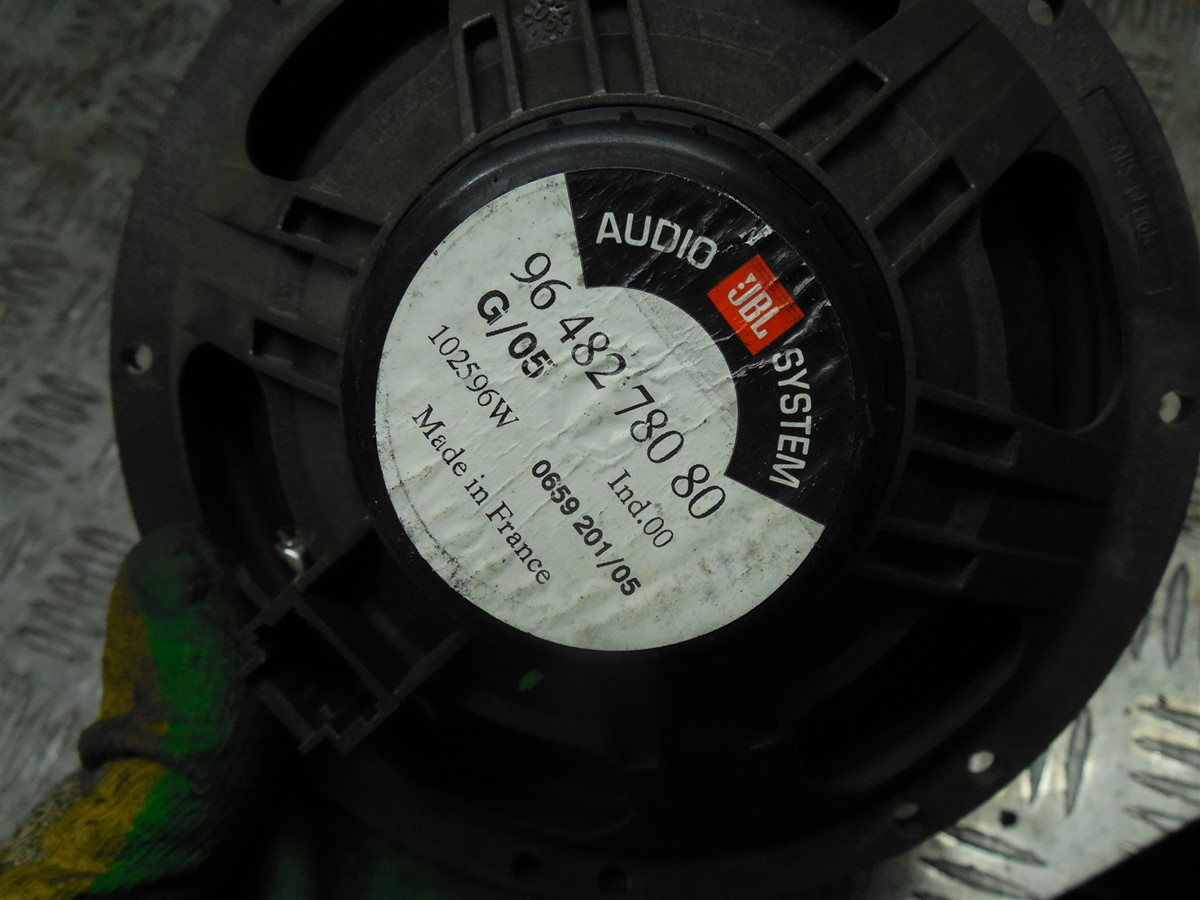 AUDIO
JBL
SYSTEM
96 482 780 80
G/05
Ind.00
102596W
0659 201/05
Made in France